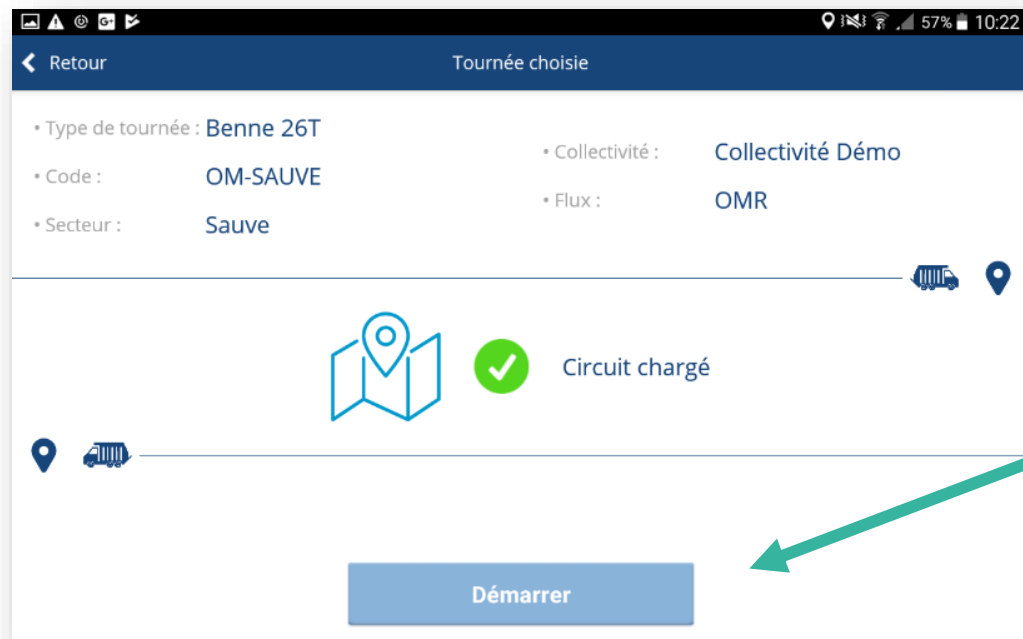 G+ 57% 10:22
Retour Tournée choisie
• Type de tournée : Benne 26T
• Collectivité : Collectivité Démo
• Code : OM-SAUVE
• Flux : OMR
• Secteur : Sauve
Circuit chargé
Démarrer